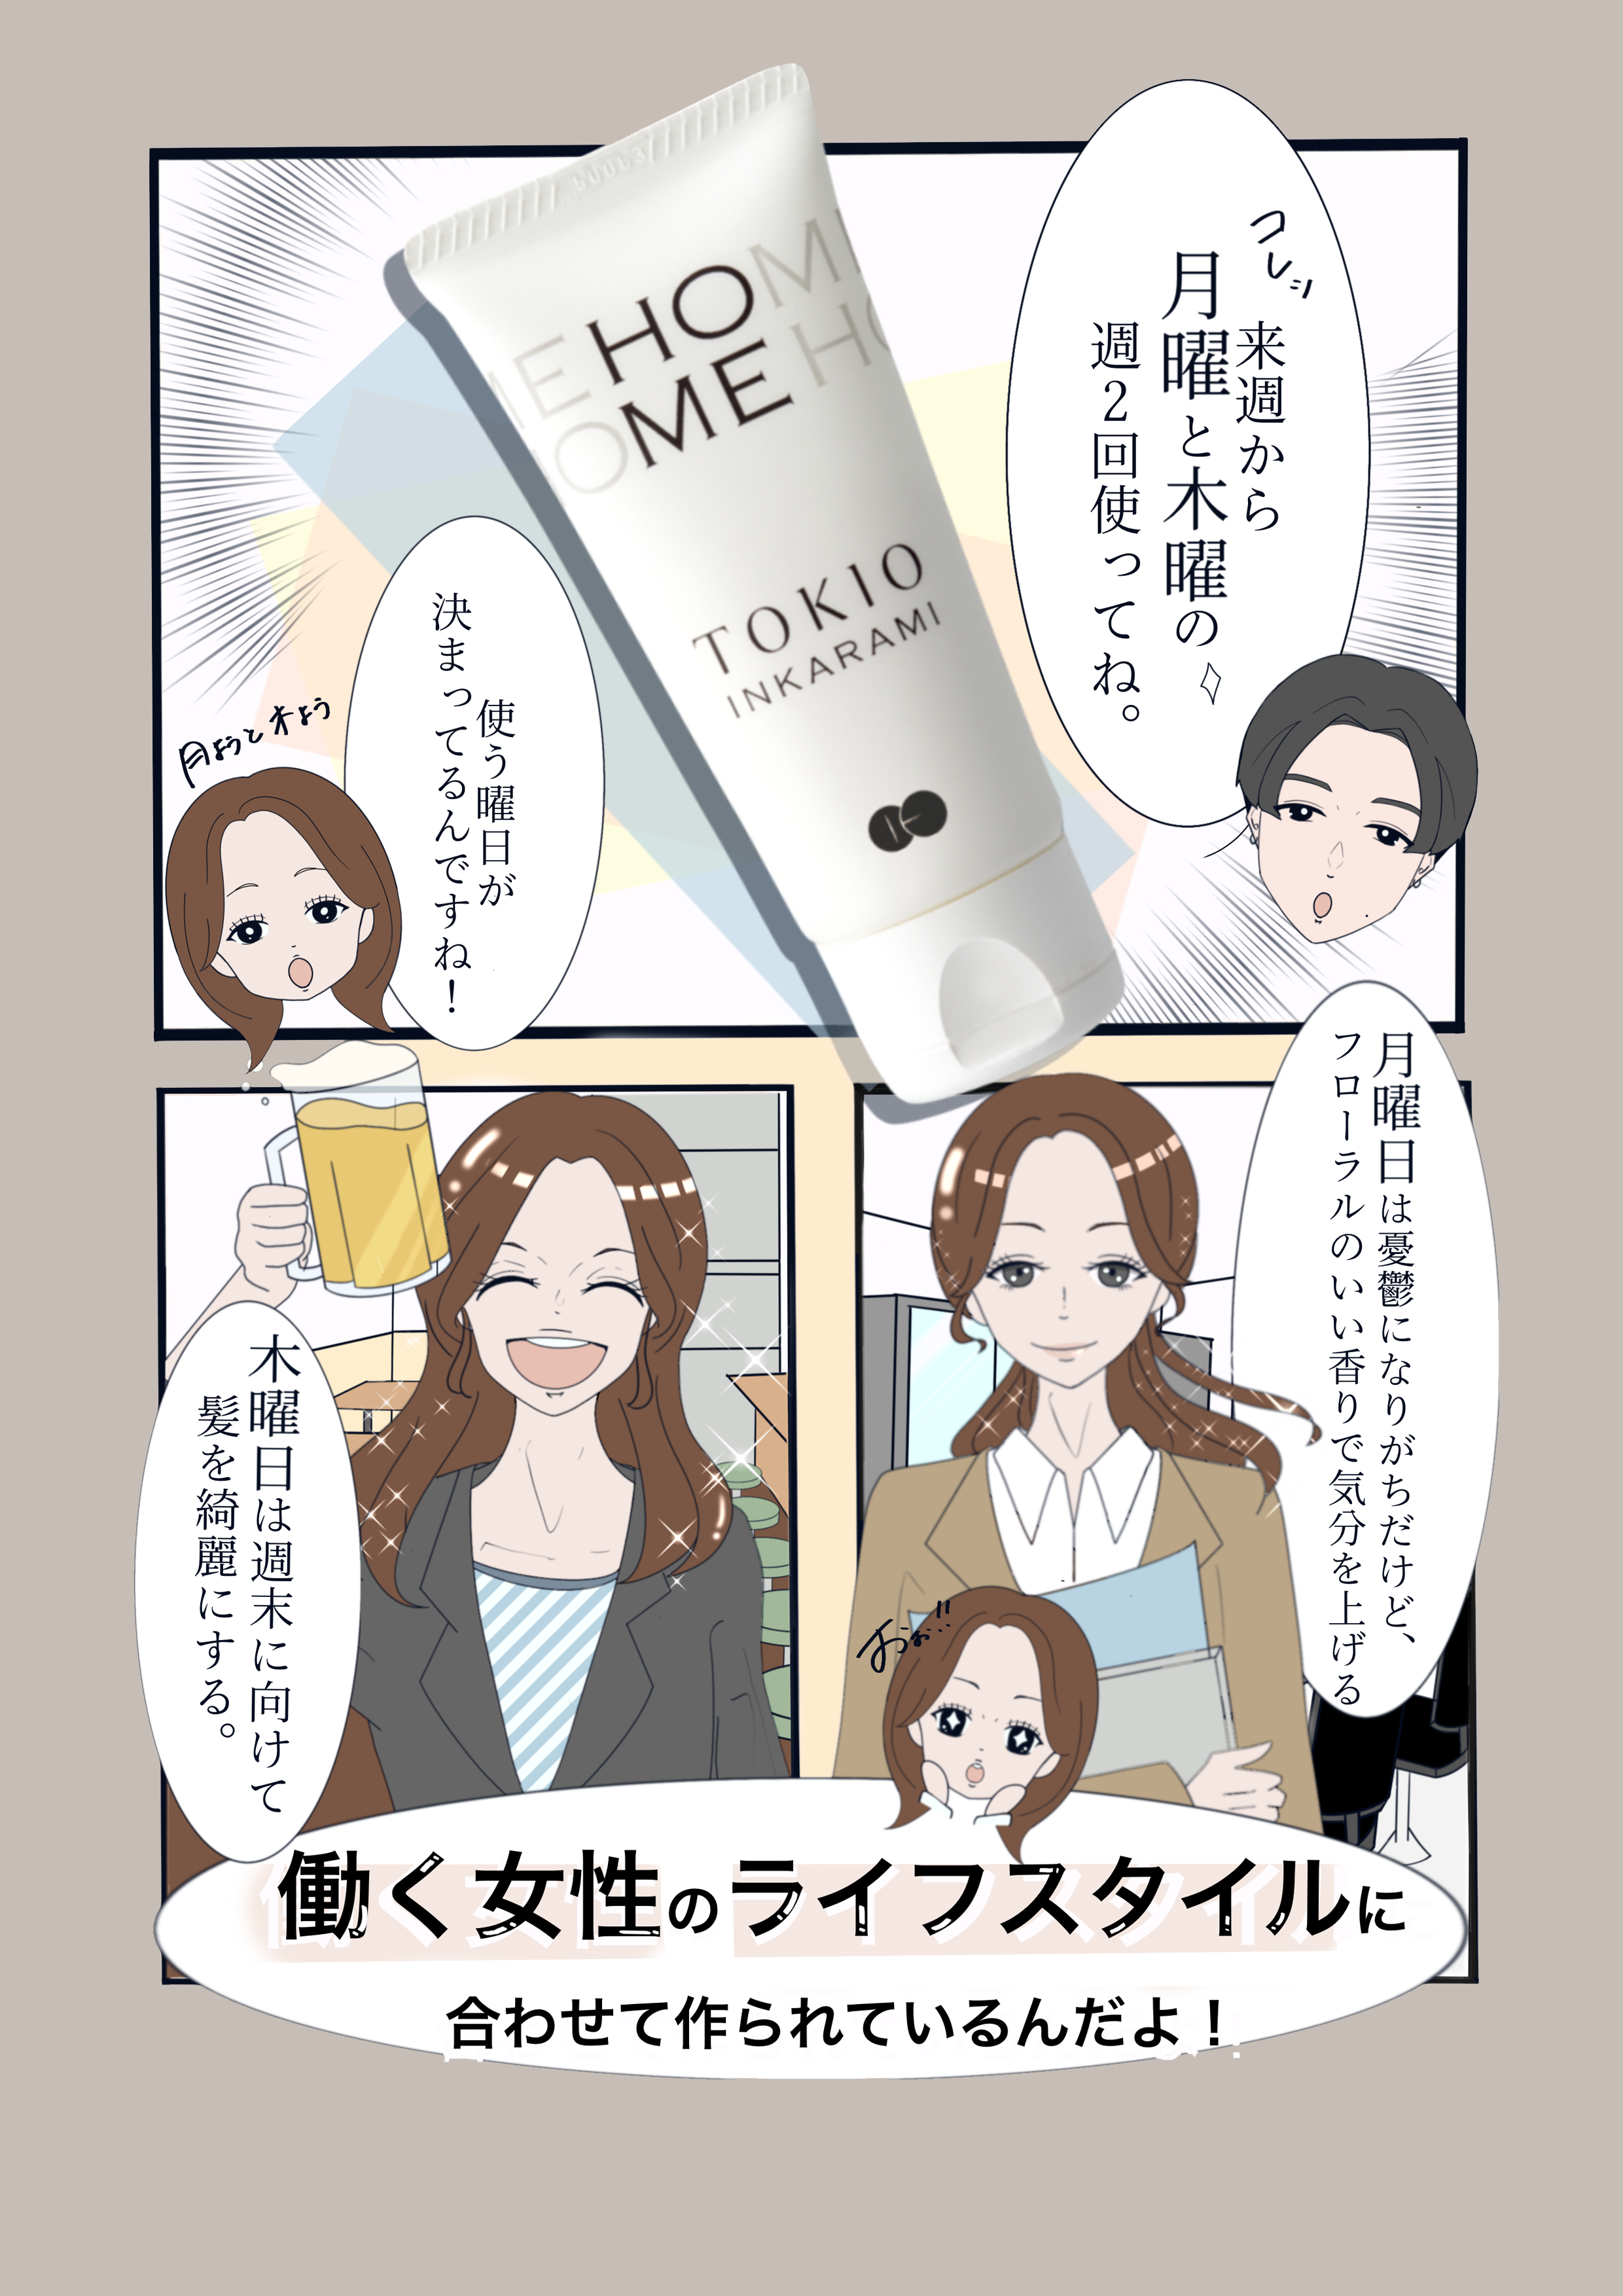 コレ!!
来週から
月曜と木曜の
週2回使ってね。
HOME
HOME
TOKIO
INKARAMI
使う曜日が
決まってるんですね!
月ようと木よう
月曜日は憂鬱になりがちだけど、
フローラルのいい香りで気分を上げる
おぉ!!
木曜日は週末に向けて
髪を綺麗にする。
働く女性のライフスタイルに
合わせて作られているんだよ!